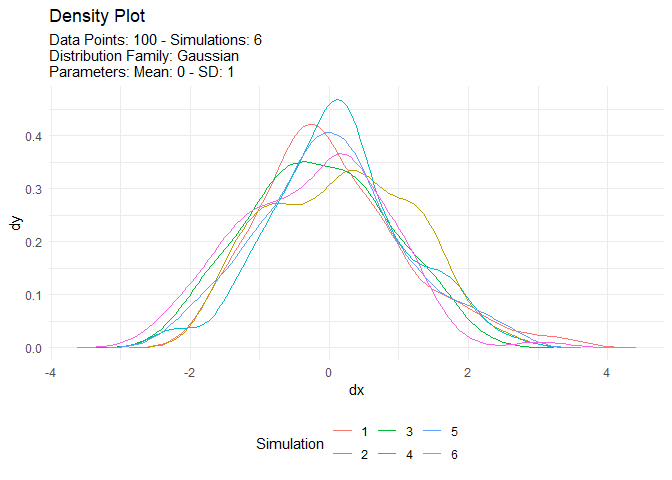 Density Plot
Data Points: 100 - Simulations: 6
Distribution Family: Gaussian
Parameters: Mean: 0 - SD: 1
dy
0.4
0.3
0.2
0.1
0.0
-4 -2 0 2 4
dx
Simulation
1 3 5
2 4 6